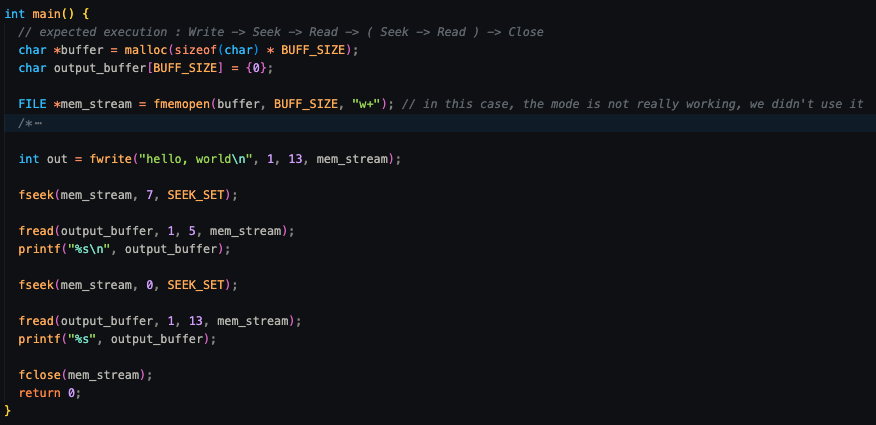 int main() {
// expected execution : Write -> Seek -> Read -> ( Seek -> Read ) -> Close
char *buffer = malloc(sizeof(char) * BUFF_SIZE);
char output_buffer[BUFF_SIZE] = {0};
FILE *mem_stream = fmemopen(buffer, BUFF_SIZE, "w+"); // in this case, the mode is not really working, we didn't use it
/*⋯
int out = fwrite("hello, world\n", 1, 13, mem_stream);
fseek(mem_stream, 7, SEEK_SET);
fread(output_buffer, 1, 5, mem_stream);
printf("%s\n", output_buffer);
fseek(mem_stream, 0, SEEK_SET);
fread(output_buffer, 1, 13, mem_stream);
printf("%s", output_buffer);
fclose(mem_stream);
return 0;
}